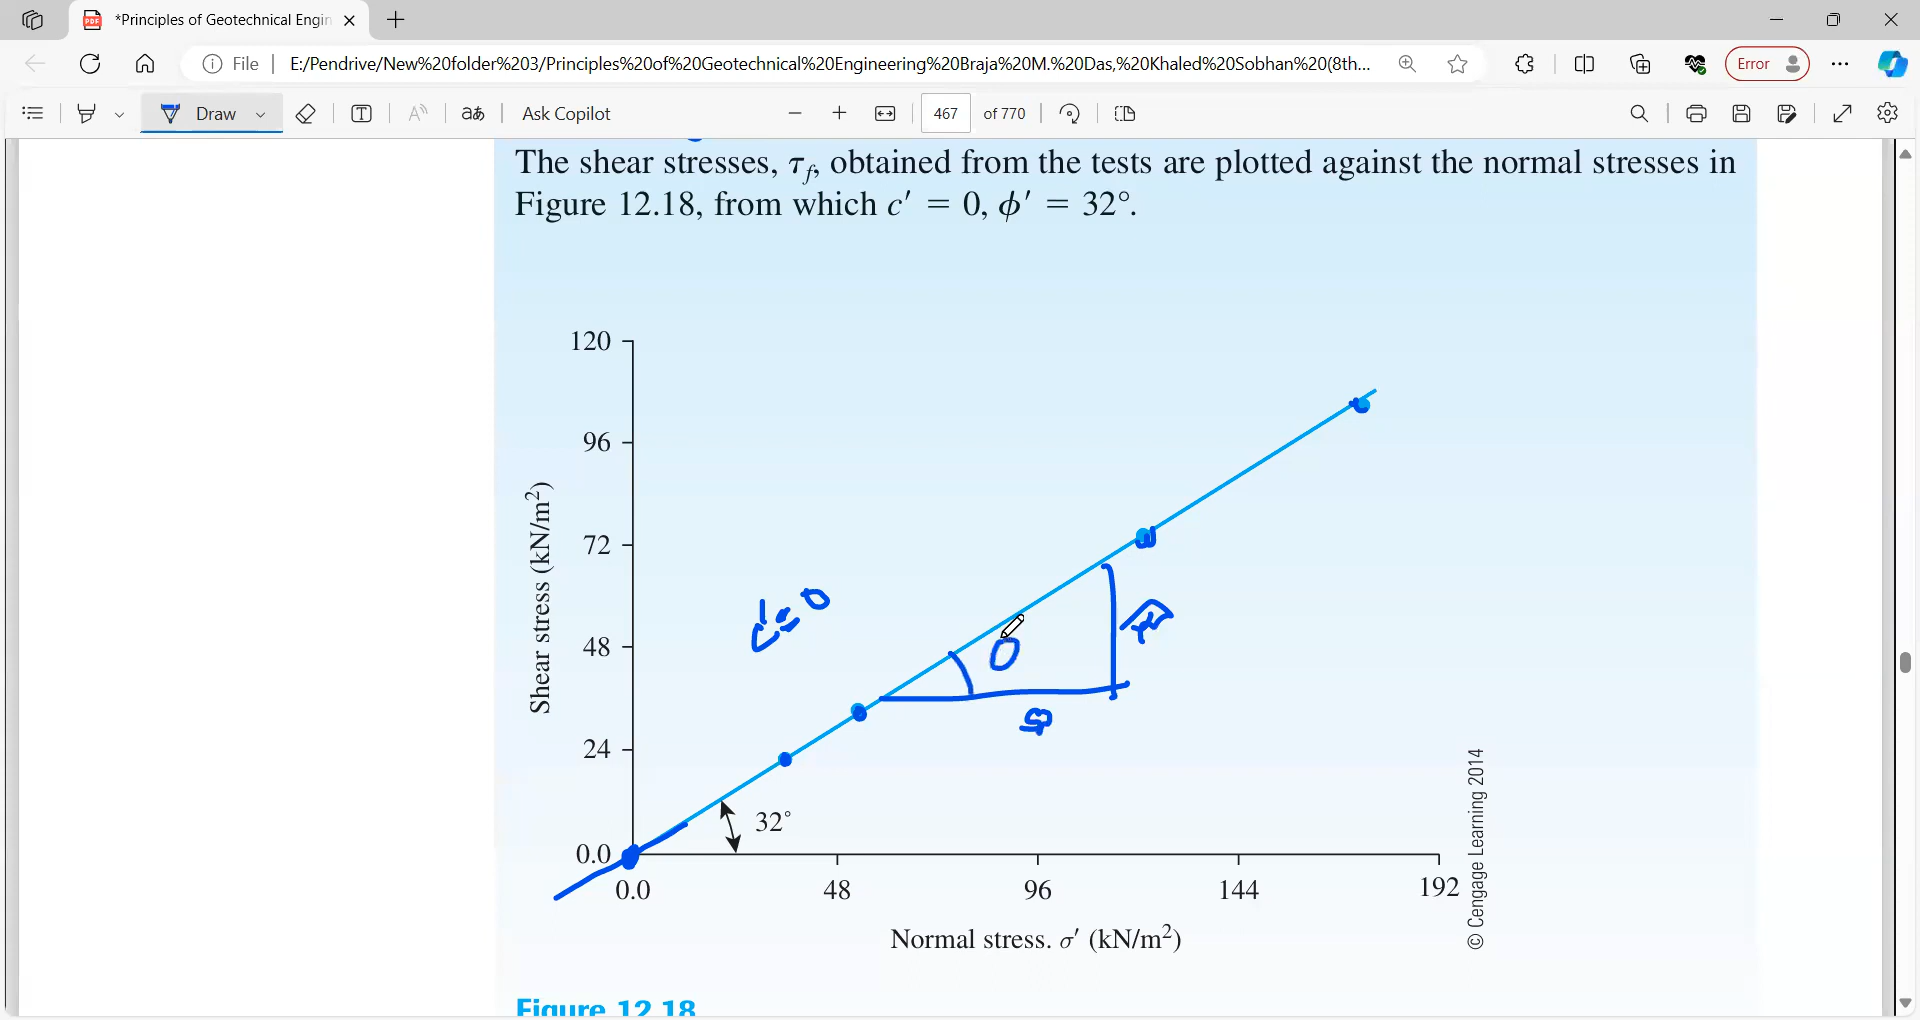 *Principles of Geotechnical Engin
File
E:/Pendrive/New%20folder%203/Principles%20of%20Geotechnical%20Engineering%20Braja%20M.%20Das,%20Khaled%20Sobhan%20(8th...
Error
Draw
Ask Copilot
467 of 770
The shear stresses, τf, obtained from the tests are plotted against the normal stresses in
Figure 12.18, from which c′ = 0, ϕ′ = 32°.
120
96
72
48
24
0.0
Shear stress (kN/m²)
32°
0.0 48 96 144 192
Normal stress. σ′ (kN/m²)
© Cengage Learning 2014
Figure 12.18